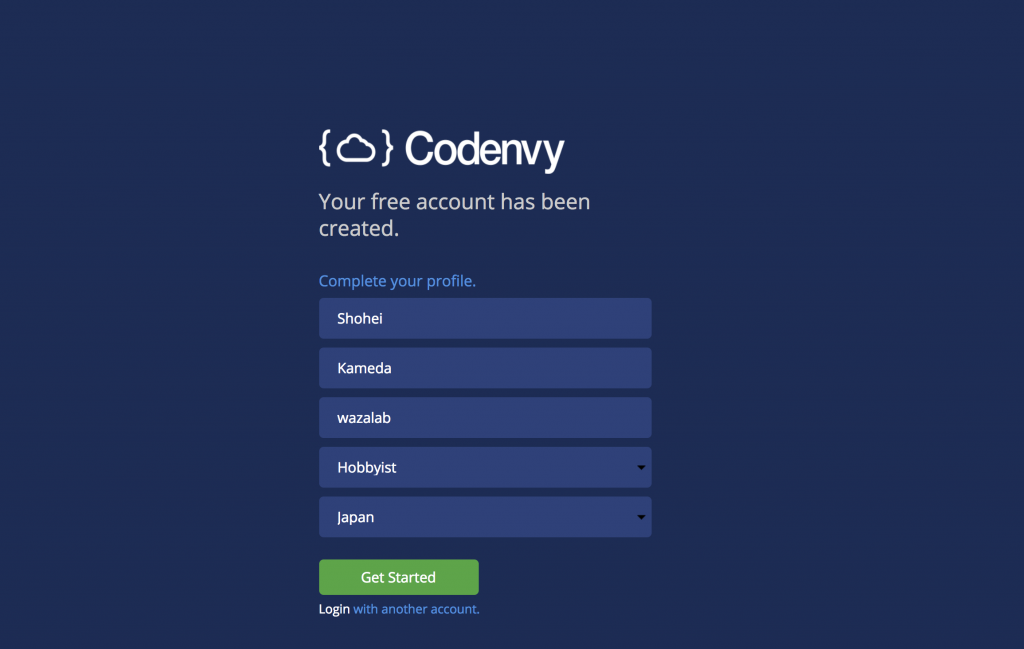 { } Codenvy
Your free account has been
created.
Complete your profile.
Shohei
Kameda
wazalab
Hobbyist
Japan
Get Started
Login with another account.